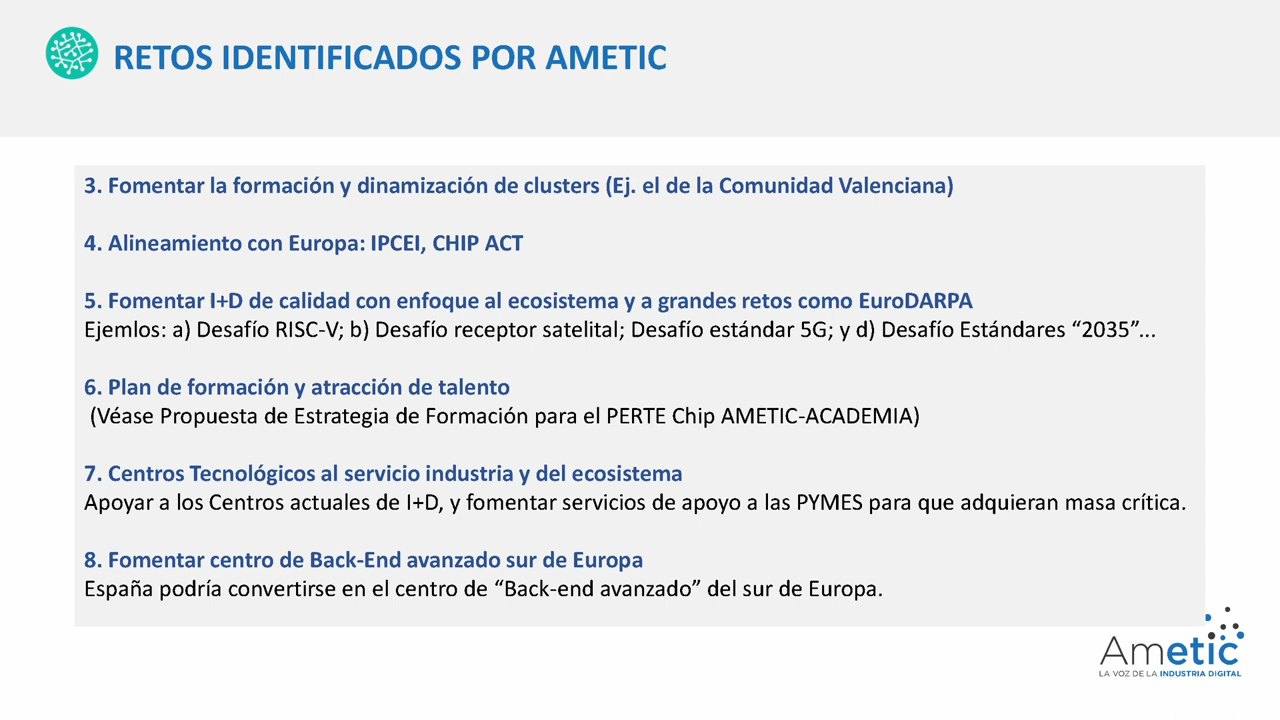 RETOS IDENTIFICADOS POR AMETIC
3. Fomentar la formación y dinamización de clusters (Ej. el de la Comunidad Valenciana)
4. Alineamiento con Europa: IPCEI, CHIP ACT
5. Fomentar I+D de calidad con enfoque al ecosistema y a grandes retos como EuroDARPA
Ejemlos: a) Desafío RISC-V; b) Desafío receptor satelital; Desafío estándar 5G; y d) Desafío Estándares “2035”...
6. Plan de formación y atracción de talento
(Véase Propuesta de Estrategia de Formación para el PERTE Chip AMETIC-ACADEMIA)
7. Centros Tecnológicos al servicio industria y del ecosistema
Apoyar a los Centros actuales de I+D, y fomentar servicios de apoyo a las PYMES para que adquieran masa crítica.
8. Fomentar centro de Back-End avanzado sur de Europa
España podría convertirse en el centro de “Back-end avanzado” del sur de Europa.
Ametic
LA VOZ DE LA INDUSTRIA DIGITAL